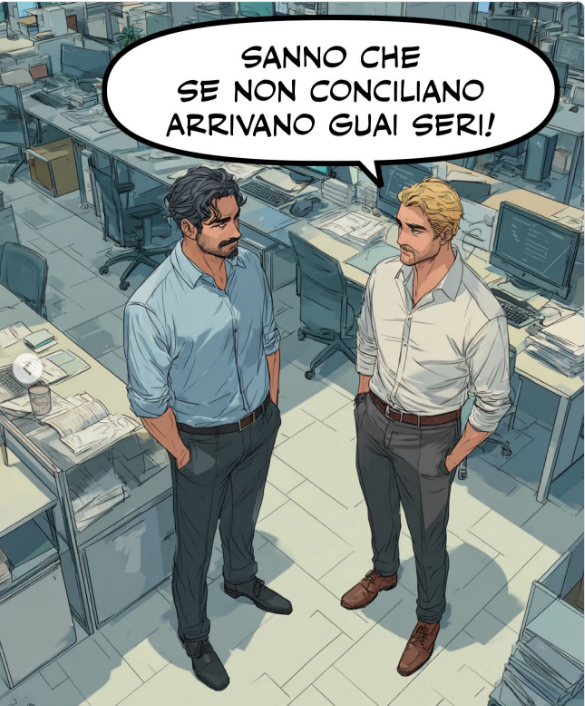 SANNO CHE
SE NON CONCILIANO
ARRIVANO GUAI SERI!